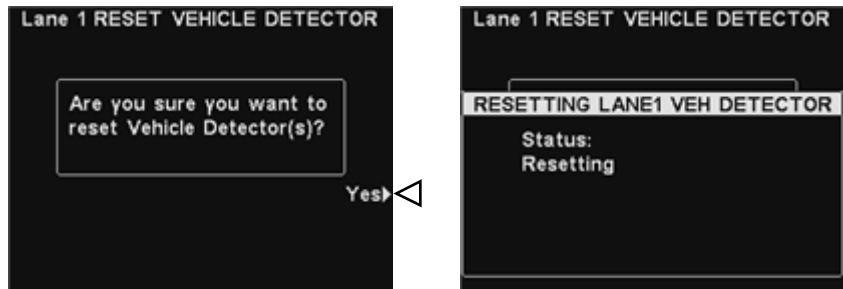 Lane 1 RESET VEHICLE DETECTOR
Are you sure you want to
reset Vehicle Detector(s)?
Yes
Lane 1 RESET VEHICLE DETECTOR
RESETTING LANE1 VEH DETECTOR
Status:
Resetting